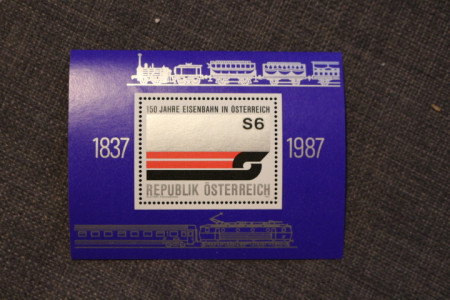 150 JAHRE EISENBAHN IN ÖSTERREICH
S6
1837
1987
REPUBLIK ÖSTERREICH